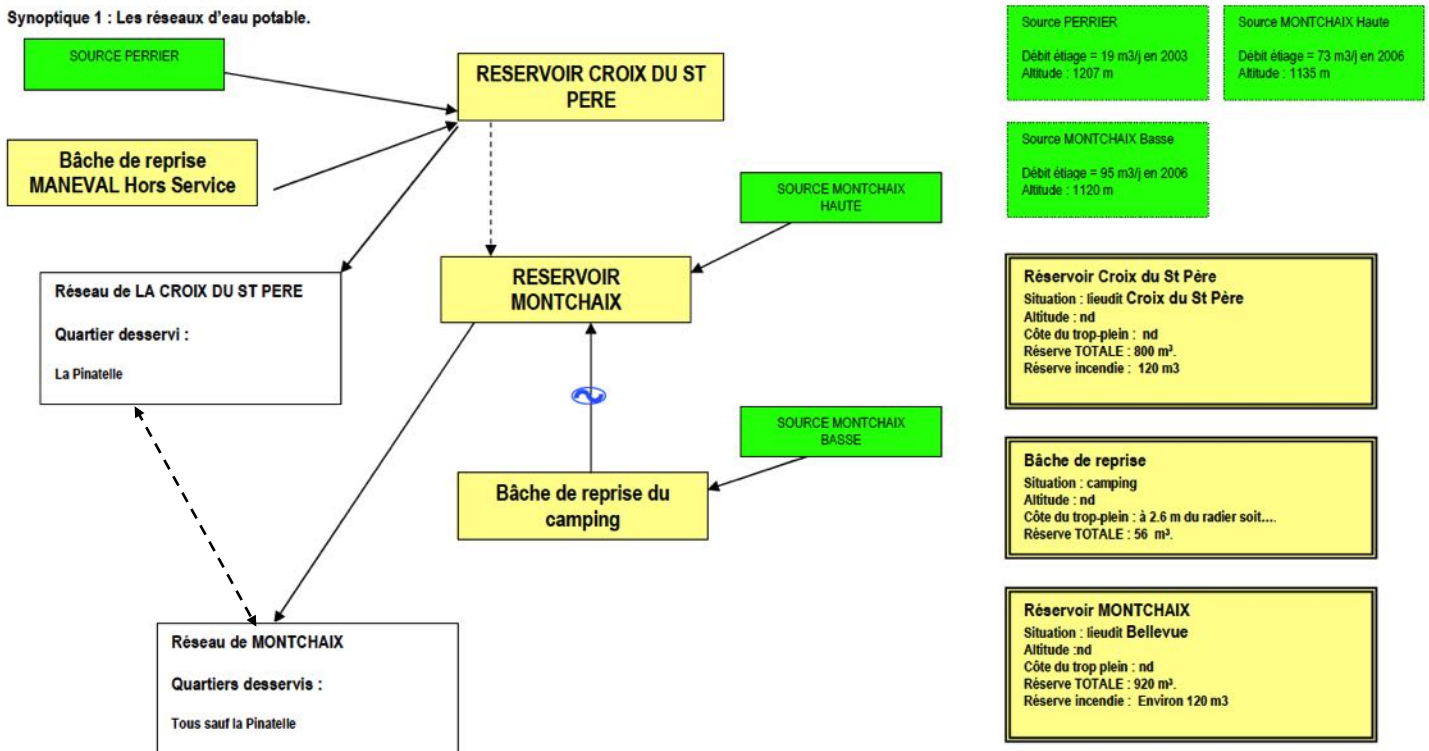 Synoptique 1 : Les réseaux d'eau potable.
SOURCE PERRIER
RESERVOIR CROIX DU ST
PERE
Bâche de reprise
MANEVAL Hors Service
SOURCE MONTCHAIX
HAUTE
Réseau de LA CROIX DU ST PERE
Quartier desservi :
La Pinatelle
RESERVOIR
MONTCHAIX
SOURCE MONTCHAIX
BASSE
Bâche de reprise du
camping
Réseau de MONTCHAIX
Quartiers desservis :
Tous sauf la Pinatelle
Source PERRIER
Débit étiage = 19 m3/j en 2003
Altitude : 1207 m
Source MONTCHAIX Haute
Débit étiage = 73 m3/j en 2006
Altitude : 1135 m
Source MONTCHAIX Basse
Débit étiage = 95 m3/j en 2006
Altitude : 1120 m
Réservoir Croix du St Père
Situation : lieudit Croix du St Père
Altitude : nd
Côte du trop-plein : nd
Réserve TOTALE : 800 m³.
Réserve incendie : 120 m3
Bâche de reprise
Situation : camping
Altitude : nd
Côte du trop-plein : à 2.6 m du radier soit....
Réserve TOTALE : 56 m³.
Réservoir MONTCHAIX
Situation : lieudit Bellevue
Altitude :nd
Côte du trop plein : nd
Réserve TOTALE : 920 m³.
Réserve incendie : Environ 120 m3